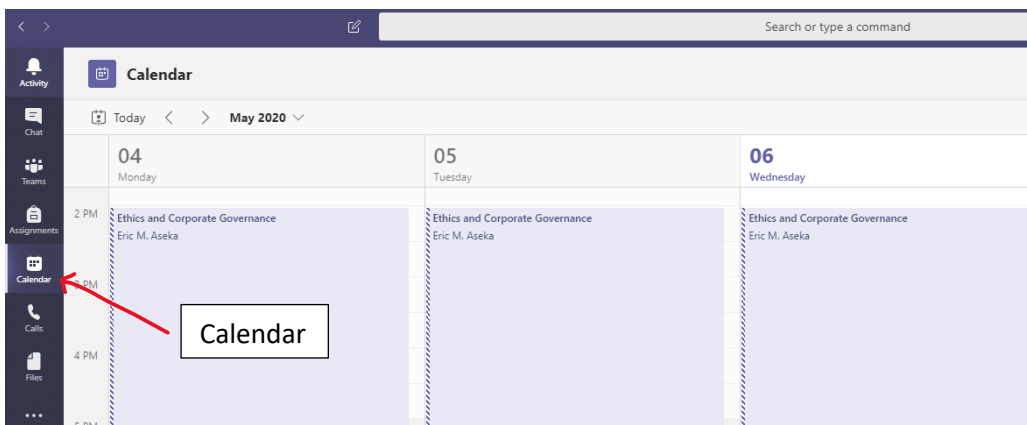 Search or type a command
Activity
Chat
Teams
Assignments
Calendar
Calls
Files
Calendar
Today
May 2020
04
Monday
05
Tuesday
06
Wednesday
2 PM
Ethics and Corporate Governance
Eric M. Aseka
Ethics and Corporate Governance
Eric M. Aseka
Ethics and Corporate Governance
Eric M. Aseka
PM
Calendar
4 PM